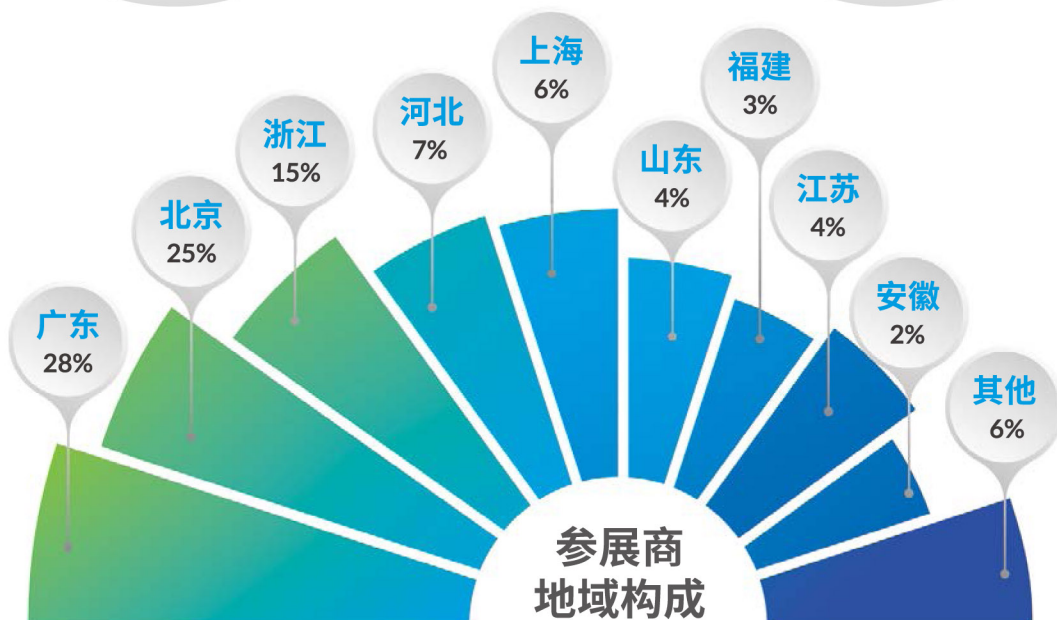 广东
28%
北京
25%
浙江
15%
河北
7%
上海
6%
山东
4%
福建
3%
江苏
4%
安徽
2%
其他
6%
参展商
地域构成